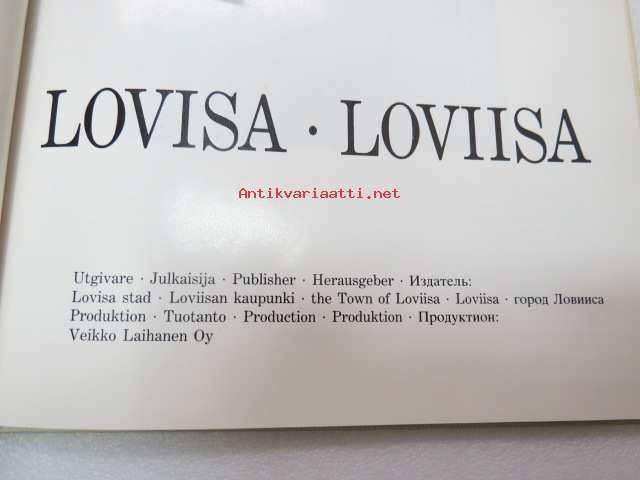 LOVISA · LOVIISA
Antikvariaatti.net
Utgivare · Julkaisija · Publisher · Herausgeber · Издатель:
Lovisa stad · Loviisan kaupunki · the Town of Loviisa · Loviisa · город Ловииса
Produktion · Tuotanto · Production · Produktion · Продуктион:
Veikko Laihanen Oy